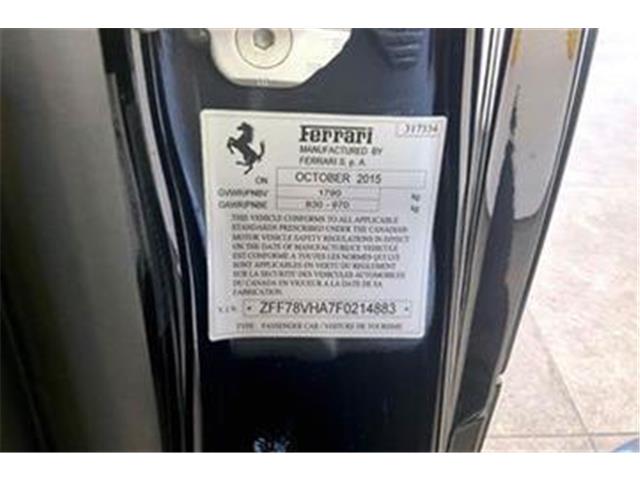 Ferrari
317334
MANUFACTURED BY
FERRARI S. p. A.
ON OCTOBER 2015
GVWR/PNBV 1790 kg
GAWR/PNBE 830 - 970 kg
THIS VEHICLE CONFORMS TO ALL APPLICABLE
STANDARDS PRESCRIBED UNDER THE CANADIAN
MOTOR VEHICLE SAFETY REGULATIONS IN EFFECT
ON THE DATE OF MANUFACTURE/CE VEHICULE
EST CONFORME A TOUTES LES NORMES QUI LUI
SONT APPLICABLES EN VERTU DU REGLEMENT
SUR LA SECURITE DES VEHICULES AUTOMOBILES
DU CANADA EN VIGUEUR A LA DATE DE SA
FABRICATION.
V.I.N. * ZFF78VHA7F0214883 *
TYPE: PASSENGER CAR / VOITURE DE TOURISME